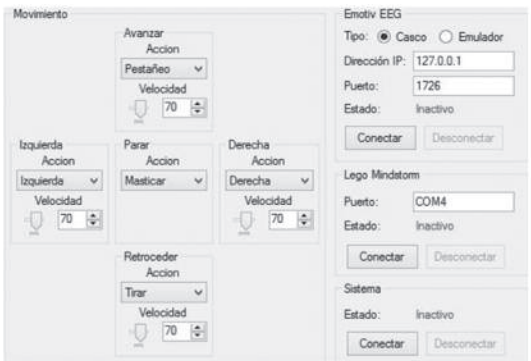 Movimiento
Avanzar
Accion
Pestañeo
Velocidad
70
Izquierda
Accion
Izquierda
Velocidad
70
Parar
Accion
Masticar
Derecha
Accion
Derecha
Velocidad
70
Retroceder
Accion
Tirar
Velocidad
70
Emotiv EEG
Tipo: Casco Emulador
Dirección IP: 127.0.0.1
Puerto: 1726
Estado: Inactivo
Conectar Desconectar
Lego Mindstorm
Puerto: COM4
Estado: Inactivo
Conectar Desconectar
Sistema
Estado: Inactivo
Conectar Desconectar